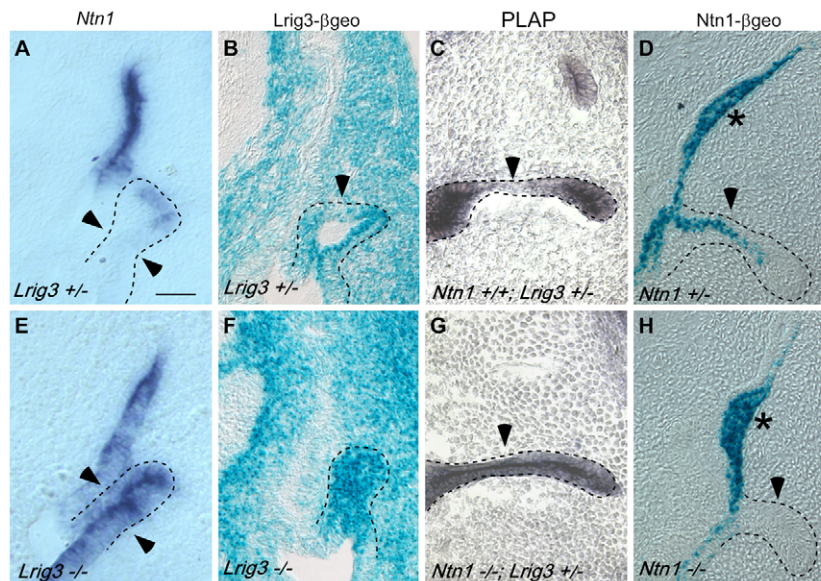 Ntn1 Lrig3-βgeo PLAP Ntn1-βgeo
A B C D
*
Lrig3 +/- Lrig3 +/- Ntn1 +/+; Lrig3 +/- Ntn1 +/-
E F G H
*
Lrig3 -/- Lrig3 -/- Ntn1 -/-; Lrig3 +/- Ntn1 -/-